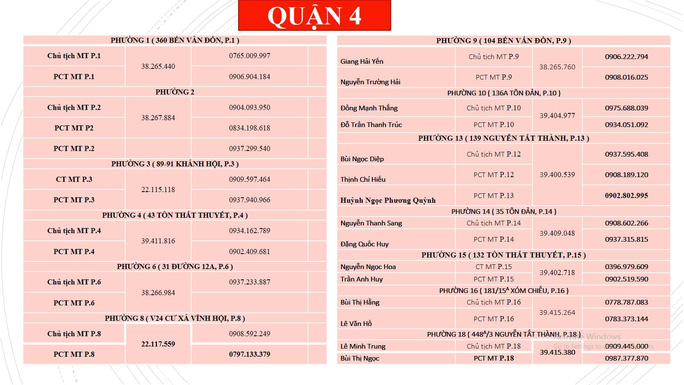 QUẬN 4
PHƯỜNG 1 ( 360 BẾN VÂN ĐỒN, P.1 )
Chủ tịch MT P.1 38.265.440 0765.009.997
PCT MT P.1 0906.904.184
PHƯỜNG 2
Chủ tịch MT P.2 38.267.884 0904.093.950
PCT MT P2 0834.198.618
PCT MT P.2 0937.299.540
PHƯỜNG 3 ( 89-91 KHÁNH HỘI, P.3 )
CT MT P.3 22.115.118 0909.597.464
PCT MT P.3 0937.940.966
PHƯỜNG 4 ( 43 TÔN THẤT THUYẾT, P.4 )
Chủ tịch MT P.4 39.411.816 0934.162.789
PCT MT P.4 0902.409.681
PHƯỜNG 6 ( 31 ĐƯỜNG 12A, P.6 )
Chủ tịch MT P.6 38.266.984 0937.233.887
PCT MT P.6
PHƯỜNG 8 ( V24 CƯ XÁ VĨNH HỘI, P.8 )
Chủ tịch MT P.8 22.117.559 0908.592.249
PCT MT P.8 0797.133.379
PHƯỜNG 9 ( 104 BẾN VÂN ĐỒN, P.9 )
Giang Hải Yến Chủ tịch MT P.9 38.265.760 0906.222.794
Nguyễn Trường Hải PCT MT P.9 0908.016.025
PHƯỜNG 10 ( 136A TÔN ĐẢN, P.10 )
Đồng Mạnh Thắng Chủ tịch MT P.10 39.404.977 0975.688.039
Đỗ Trần Thanh Trúc PCT MT P.10 0934.051.092
PHƯỜNG 13 ( 139 NGUYỄN TẤT THÀNH, P.13 )
Bùi Ngọc Diệp Chủ tịch MT P.12 39.400.539 0937.595.408
Thịnh Chí Hiếu PCT MT P.12 0908.189.120
Huỳnh Ngọc Phương Quỳnh PCT MT P.13 0902.802.995
PHƯỜNG 14 ( 35 TÔN ĐẢN, P.14 )
Nguyễn Thanh Sang Chủ tịch MT P.14 39.409.048 0908.602.266
Đặng Quốc Huy PCT MT P.14 0937.315.815
PHƯỜNG 15 ( 132 TÔN THẤT THUYẾT, P.15 )
Nguyễn Ngọc Hoa CT MT P.15 39.402.718 0396.979.609
Trần Anh Huy PCT MT P.15 0902.519.590
PHƯỜNG 16 ( 181/15A XÓM CHIẾU, P.16 )
Bùi Thị Hằng Chủ tịch MT P.16 39.415.264 0778.787.083
Lê Văn Hồ PCT MT P.16 0783.373.144
PHƯỜNG 18 ( 448A/3 NGUYỄN TẤT THÀNH, P.18 )
Lê Minh Trung Chủ tịch MT P.18 39.415.380 0909.445.000
Bùi Thị Ngọc PCT MT P.18 0987.377.870